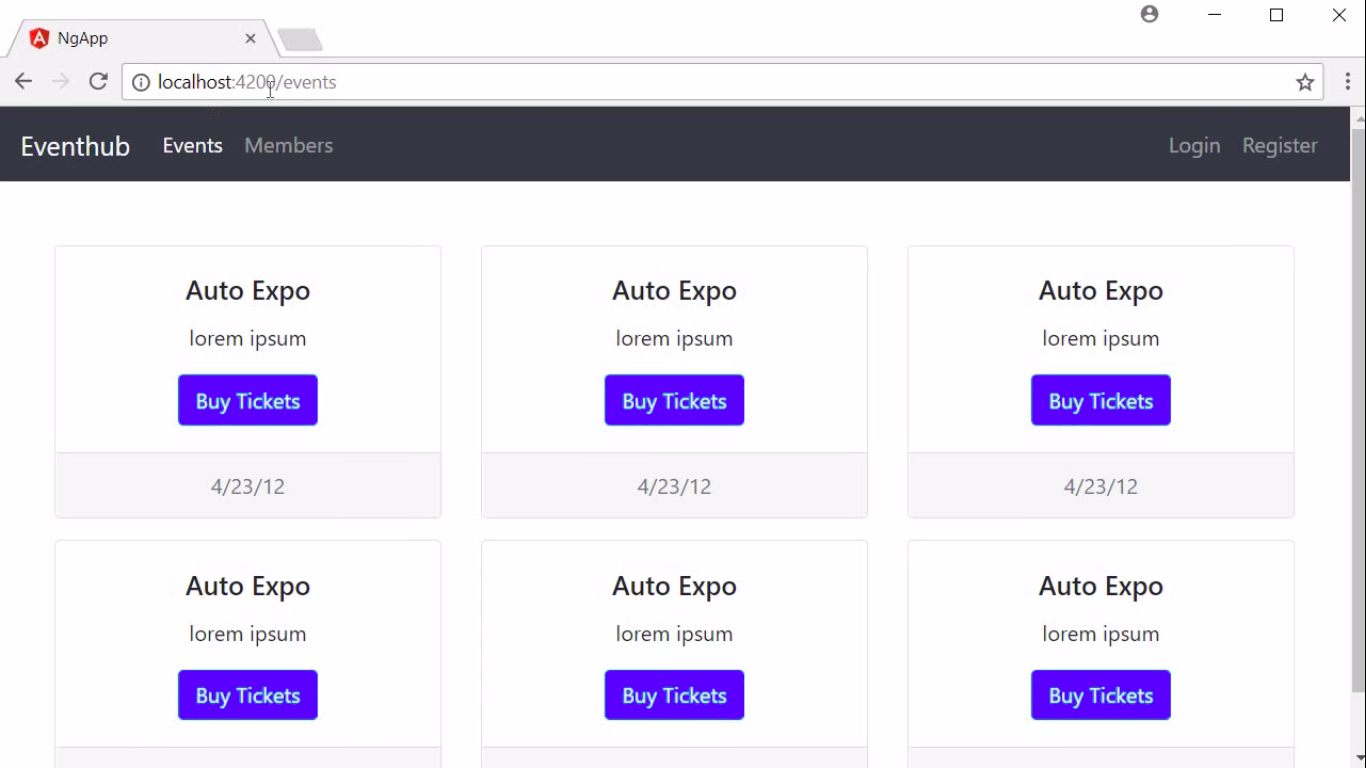 NgApp
localhost:4200/events
Eventhub Events Members Login Register
Auto Expo Auto Expo Auto Expo
lorem ipsum lorem ipsum lorem ipsum
Buy Tickets Buy Tickets Buy Tickets
4/23/12 4/23/12 4/23/12
Auto Expo Auto Expo Auto Expo
lorem ipsum lorem ipsum lorem ipsum
Buy Tickets Buy Tickets Buy Tickets